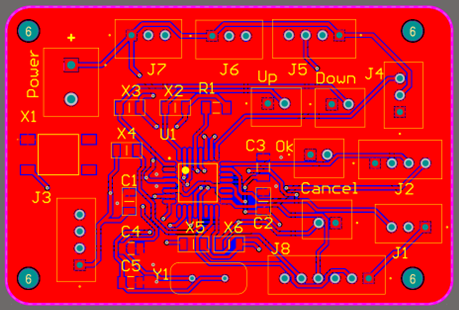 6
6
+
Power
J7
J6
J5
J4
Up
Down
X3
X2
R1
X1
U1
X4
C3
Ok
J3
J2
C1
Cancel
C2
C4
X5
X6
J8
J1
C5
Y1
6
6